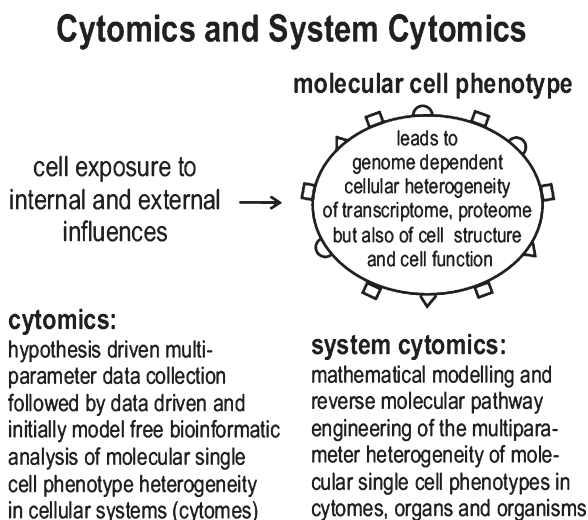 Cytomics and System Cytomics
molecular cell phenotype
cell exposure to
internal and external
influences
leads to
genome dependent
cellular heterogeneity
of transcriptome, proteome
but also of cell structure
and cell function
cytomics:
hypothesis driven multi-
parameter data collection
followed by data driven and
initially model free bioinformatic
analysis of molecular single
cell phenotype heterogeneity
in cellular systems (cytomes)
system cytomics:
mathematical modelling and
reverse molecular pathway
engineering of the multipara-
meter heterogeneity of mole-
cular single cell phenotypes in
cytomes, organs and organisms